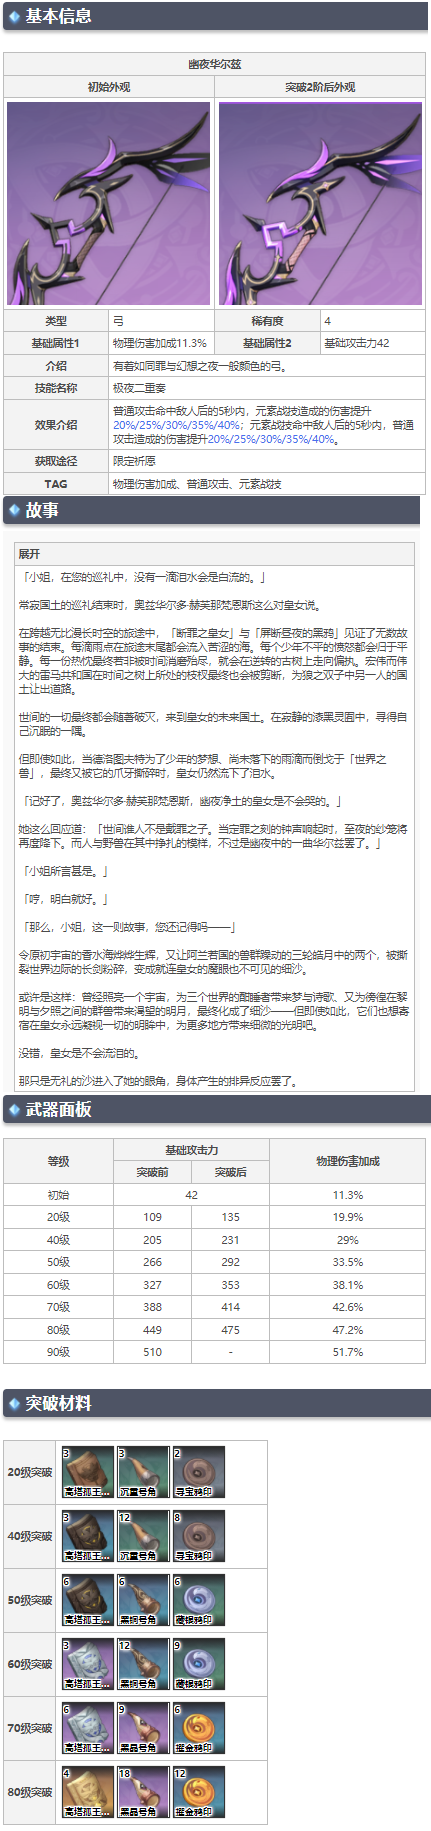 基本信息
幽夜华尔兹
初始外观
突破2阶后外观
类型
弓
稀有度
4
基础属性1
物理伤害加成11.3%
基础属性2
基础攻击力42
介绍
有着如同罪与幻想之夜一般颜色的弓。
技能名称
极夜二重奏
效果介绍
普通攻击命中敌人后的5秒内，元素战技造成的伤害提升
20%/25%/30%/35%/40%；元素战技命中敌人后的5秒内，普通
攻击造成的伤害提升20%/25%/30%/35%/40%。
获取途径
限定祈愿
TAG
物理伤害加成、普通攻击、元素战技
故事
展开
「小姐，在您的巡礼中，没有一滴泪水会是白流的。」
常寂国土的巡礼结束时，奥兹华尔多·赫芙那梵恩斯这么对皇女说。
在跨越无比漫长时空的旅途中，「断罪之皇女」与「屏断昼夜的黑鸦」见证了无数故
事的结束。每滴雨点在旅途末尾都会流入苦涩的海。每个少年不平的愤怒都会归于平
静。每一份热忱最终若非被时间消磨殆尽，就会在逆转的古树上走向偏执。宏伟而伟
大的雷马共和国在时间之树上所处的枝杈最终也会被剪断，为狼之双子中另一人的国
土让出道路。
世间的一切最终都会随着破灭，来到皇女的未来国土。在寂静的漆黑灵囿中，寻得自
己沉眠的一隅。
但即使如此，当德洛图夫特为了少年的梦想、尚未落下的雨滴而倒戈于「世界之
兽」，最终又被它的爪牙撕碎时，皇女仍然流下了泪水。
「记好了，奥兹华尔多·赫芙那梵恩斯，幽夜净土的皇女是不会哭的。」
她这么回应道：「世间谁人不是戴罪之子。当定罪之刻的钟声响起时，至夜的纱笼将
再度降下。而人与野兽在其中挣扎的模样，不过是幽夜中的一曲华尔兹罢了。」
「小姐所言甚是。」
「哼，明白就好。」
「那么，小姐，这一则故事，您还记得吗——」
令原初宇宙的香水海烨烨生辉，又让阿兰若国的兽群躁动的三轮皓月中的两个，被撕
裂世界边际的长剑粉碎，变成就连皇女的魔眼也不可见的细沙。
或许是这样：曾经照亮一个宇宙，为三个世界的酣睡者带来梦与诗歌、又为徬徨在黎
明与夕照之间的群兽带来渴望的明月，最终化成了细沙——但即使如此，它们也想寄
宿在皇女永远凝视一切的明眸中，为更多地方带来细微的光明吧。
没错，皇女是不会流泪的。
那只是无礼的沙进入了她的眼角，身体产生的排异反应罢了。
武器面板
等级
基础攻击力
物理伤害加成
突破前
突破后
初始
42
11.3%
20级
109
135
19.9%
40级
205
231
29%
50级
266
292
33.5%
60级
327
353
38.1%
70级
388
414
42.6%
80级
449
475
47.2%
90级
510
-
51.7%
突破材料
20级突破
3
高塔孤王...
3
沉重号角
2
寻宝鸦印
40级突破
3
高塔孤王...
12
沉重号角
8
寻宝鸦印
50级突破
6
高塔孤王...
6
黑铜号角
6
藏银鸦印
60级突破
3
高塔孤王...
12
黑铜号角
9
藏银鸦印
70级突破
6
高塔孤王...
9
黑晶号角
6
攫金鸦印
80级突破
4
高塔孤王...
18
黑晶号角
12
攫金鸦印